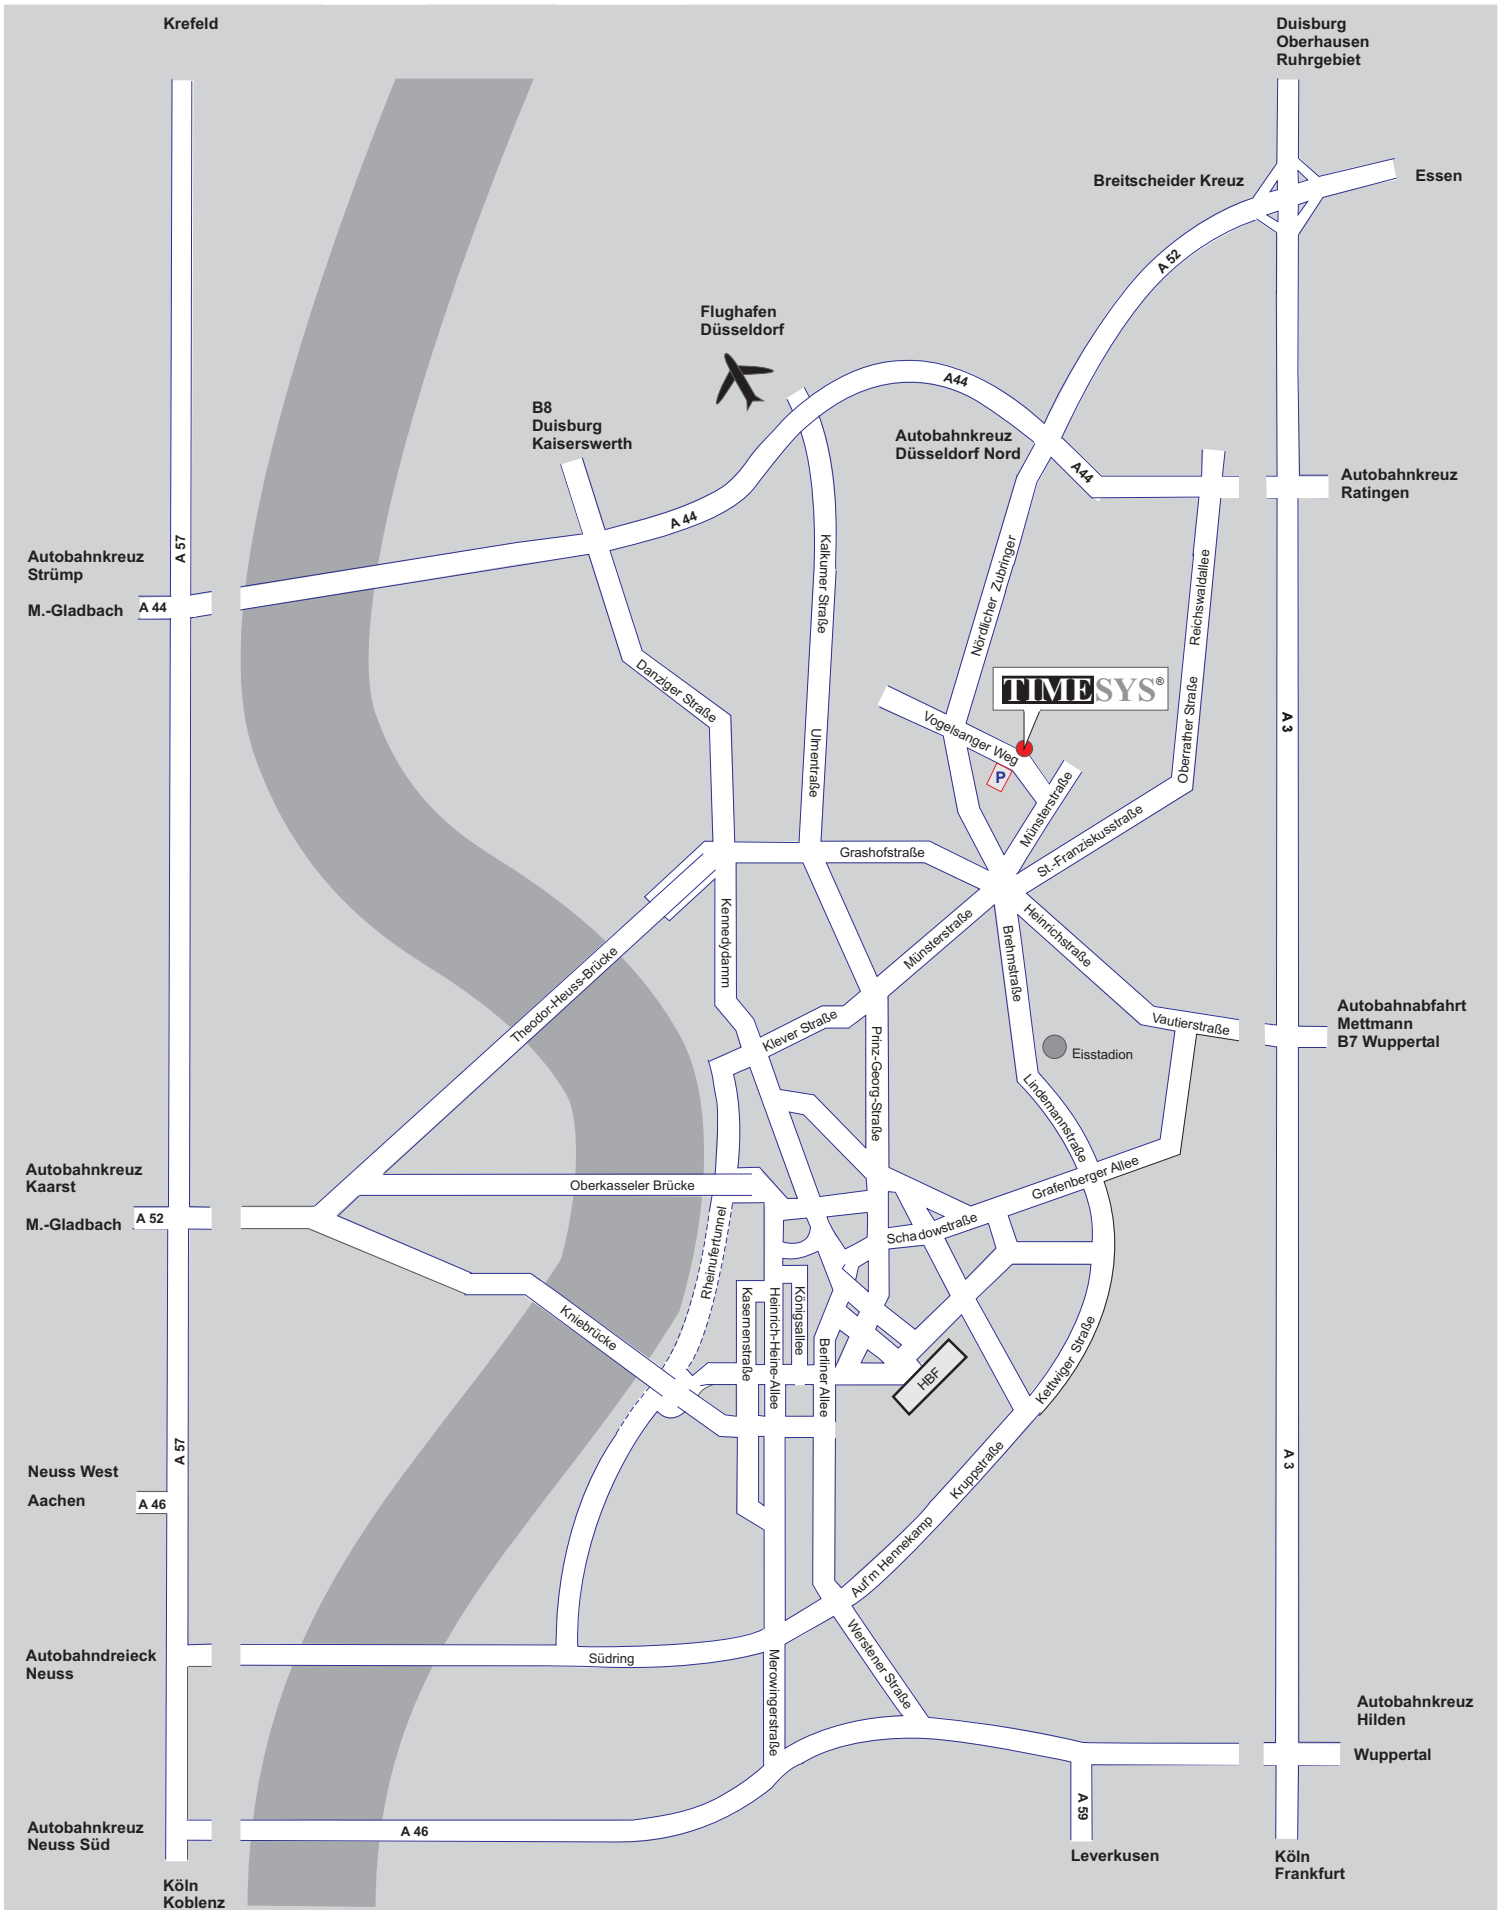 Krefeld
Duisburg
Oberhausen
Ruhrgebiet
Breitscheider Kreuz
Essen
A 52
Flughafen
Düsseldorf
A44
B8
Duisburg
Kaiserswerth
Autobahnkreuz
Düsseldorf Nord
A44
Autobahnkreuz
Ratingen
A 44
A 57
Autobahnkreuz
Strümp
M.-Gladbach
A 44
Kalkumer Straße
Nördlicher Zubringer
Reichswaldallee
Danziger Straße
TIMESYS®
Oberrather Straße
A 3
Vogelsanger Weg
P
Ulmentraße
Münsterstraße
St.-Franziskusstraße
Grashofstraße
Kennedydamm
Münsterstraße
Heinrichstraße
Brehmstraße
Theodor-Heuss-Brücke
Klever Straße
Vautierstraße
Autobahnabfahrt
Mettmann
B7 Wuppertal
Eisstadion
Prinz-Georg-Straße
Lindemannstraße
Autobahnkreuz
Kaarst
M.-Gladbach
A 52
Oberkasseler Brücke
Grafenberger Allee
Schadowstraße
Rheinufertunnel
Kniebrücke
Kasernenstraße
Heinrich-Heine-Allee
Königsallee
Berliner Allee
HBF
Kettwiger Straße
A 57
A 3
Neuss West
Aachen
A 46
Kruppstraße
Auf'm Hennekamp
Werstener Straße
Autobahndreieck
Neuss
Südring
Merowingerstraße
Autobahnkreuz
Hilden
Wuppertal
A 59
Leverkusen
Autobahnkreuz
Neuss Süd
A 46
Köln
Koblenz
Köln
Frankfurt